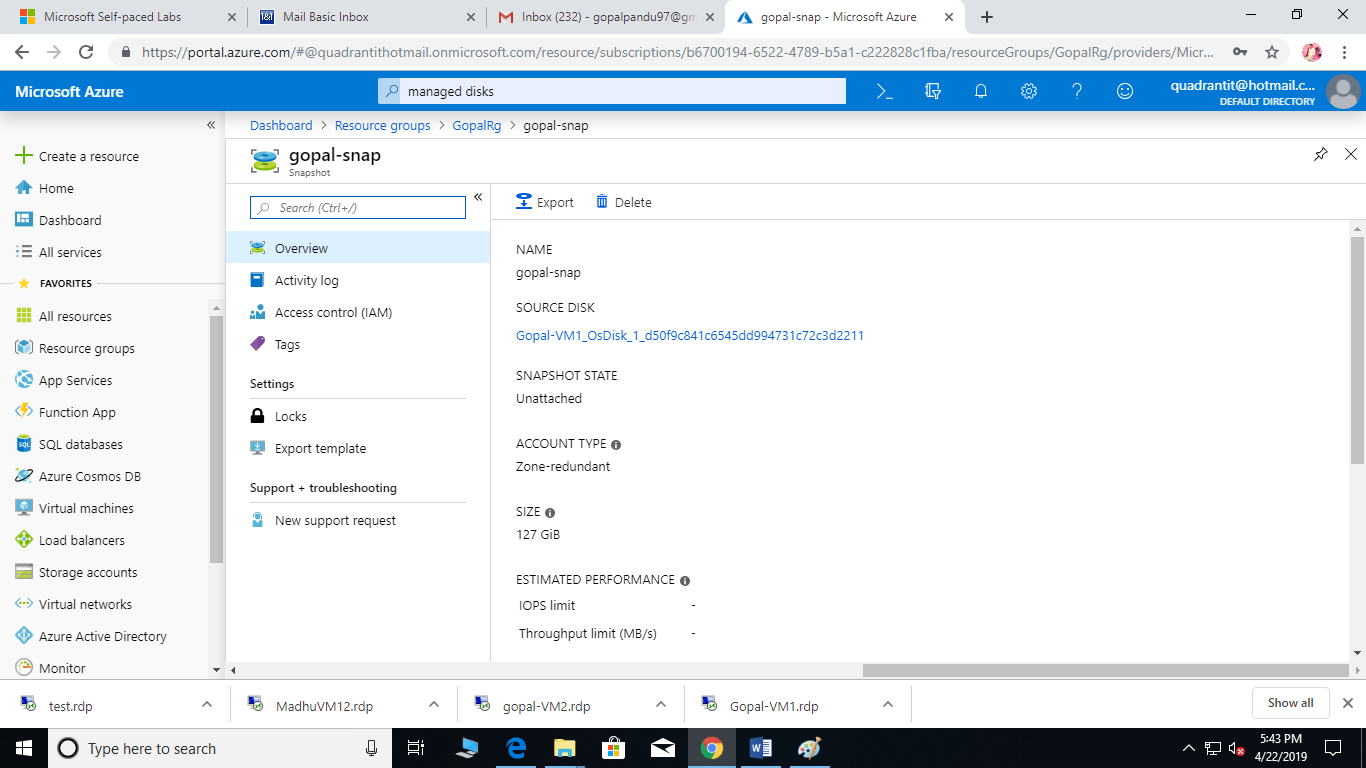 Microsoft Self-paced Labs
Mail Basic Inbox
Inbox (232) - gopalpandu97@gm
gopal-snap - Microsoft Azure
https://portal.azure.com/#@quadrantithotmail.onmicrosoft.com/resource/subscriptions/b6700194-6522-4789-b5a1-c222828c1fba/resourceGroups/GopalRg/providers/Micr...
Microsoft Azure
managed disks
quadrantit@hotmail.c...
DEFAULT DIRECTORY
Dashboard > Resource groups > GopalRg > gopal-snap
Create a resource
Home
Dashboard
All services
FAVORITES
All resources
Resource groups
App Services
Function App
SQL databases
Azure Cosmos DB
Virtual machines
Load balancers
Storage accounts
Virtual networks
Azure Active Directory
Monitor
gopal-snap
Snapshot
Search (Ctrl+/)
Overview
Activity log
Access control (IAM)
Tags
Settings
Locks
Export template
Support + troubleshooting
New support request
Export Delete
NAME
gopal-snap
SOURCE DISK
Gopal-VM1_OsDisk_1_d50f9c841c6545dd994731c72c3d2211
SNAPSHOT STATE
Unattached
ACCOUNT TYPE
Zone-redundant
SIZE
127 GiB
ESTIMATED PERFORMANCE
IOPS limit -
Throughput limit (MB/s) -
test.rdp
MadhuVM12.rdp
gopal-VM2.rdp
Gopal-VM1.rdp
Show all
Type here to search
5:43 PM
4/22/2019